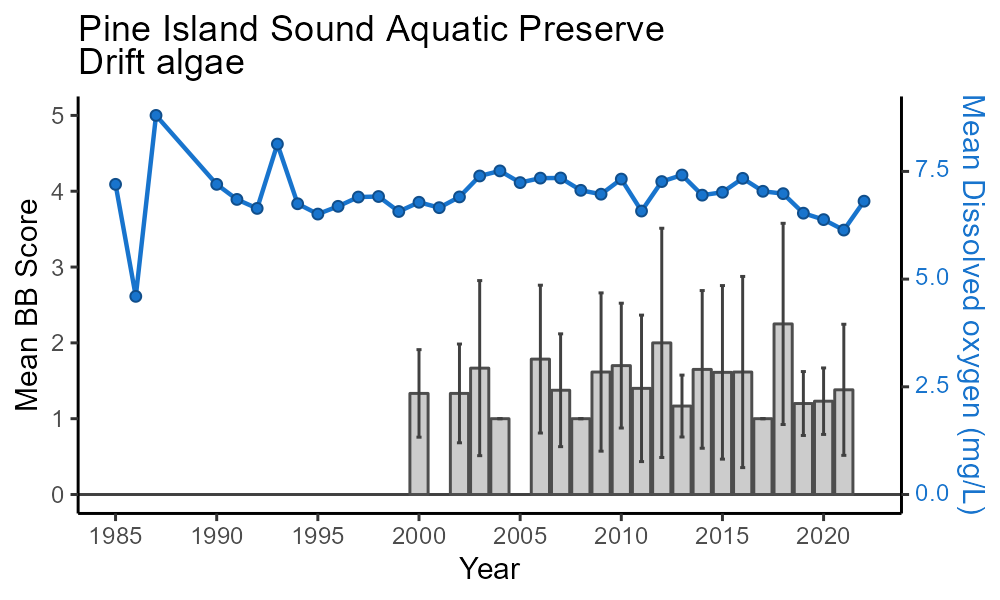 Pine Island Sound Aquatic Preserve
Drift algae
Mean BB Score
5
4
3
2
1
0
Mean Dissolved oxygen (mg/L)
7.5
5.0
2.5
0.0
1985 1990 1995 2000 2005 2010 2015 2020
Year